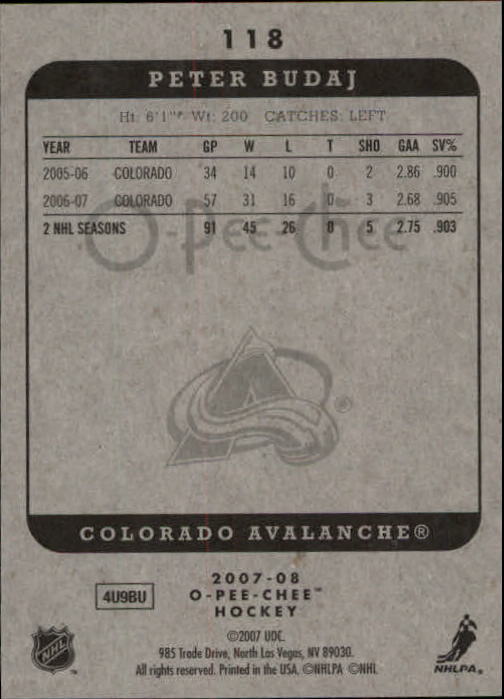 118
PETER BUDAJ
Ht: 6'1" Wt: 200 CATCHES: LEFT
YEAR TEAM GP W L T SHO GAA SV%
2005-06 COLORADO 34 14 10 0 2 2.86 .900
2006-07 COLORADO 57 31 16 0 3 2.68 .905
2 NHL SEASONS 91 45 26 0 5 2.75 .903
O-Pee-Chee
A ®
COLORADO AVALANCHE®
2007-08
4U9BU O-PEE-CHEE™
HOCKEY
©2007 UDC.
985 Trade Drive, North Las Vegas, NV 89030.
All rights reserved. Printed in the USA. ©NHLPA ©NHL
NHL ™
NHLPA